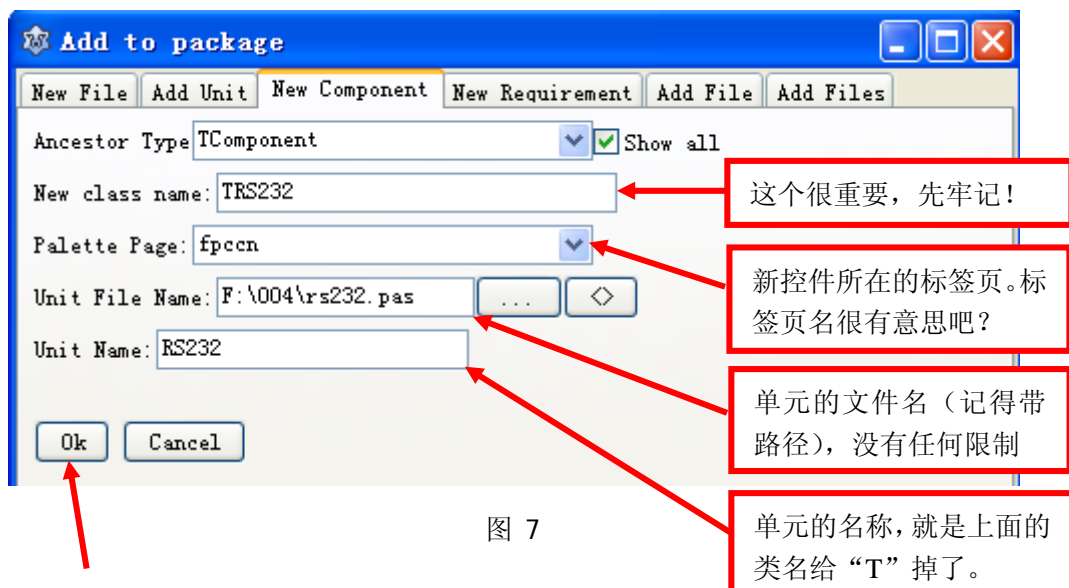 Add to package
New File Add Unit New Component New Requirement Add File Add Files
Ancestor Type TComponent Show all
New class name: TRS232
这个很重要，先牢记！
Palette Page: fpccn
新控件所在的标签页。标
签页名很有意思吧？
Unit File Name: F:\004\rs232.pas ... <>
Unit Name: RS232
单元的文件名（记得带
路径），没有任何限制
Ok Cancel
单元的名称，就是上面的
类名给“T”掉了。
图 7